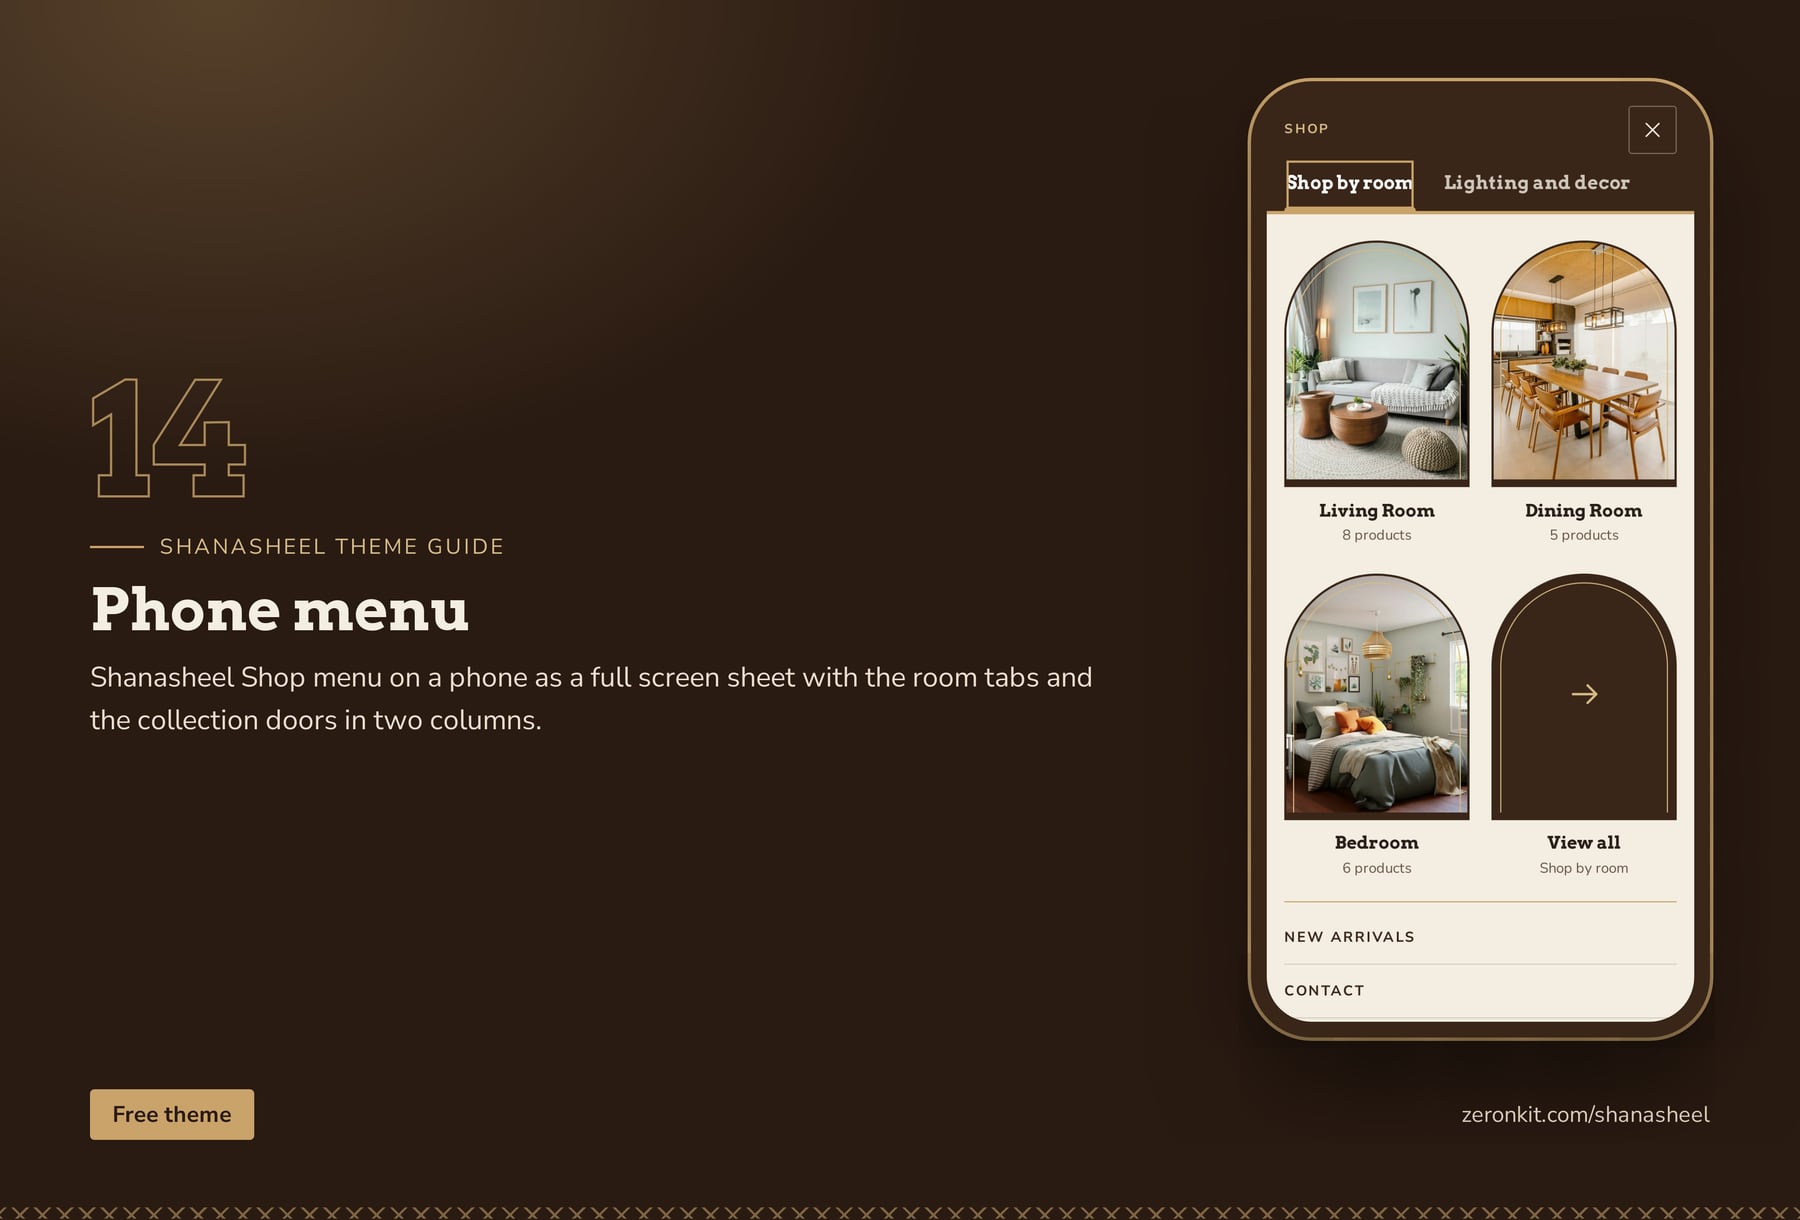 14
SHANASHEEL THEME GUIDE
Phone menu
Shanasheel Shop menu on a phone as a full screen sheet with the room tabs and
the collection doors in two columns.
Free theme
SHOP
Shop by room
Lighting and decor
Living Room
8 products
Dining Room
5 products
Bedroom
6 products
View all
Shop by room
NEW ARRIVALS
CONTACT
zeronkit.com/shanasheel